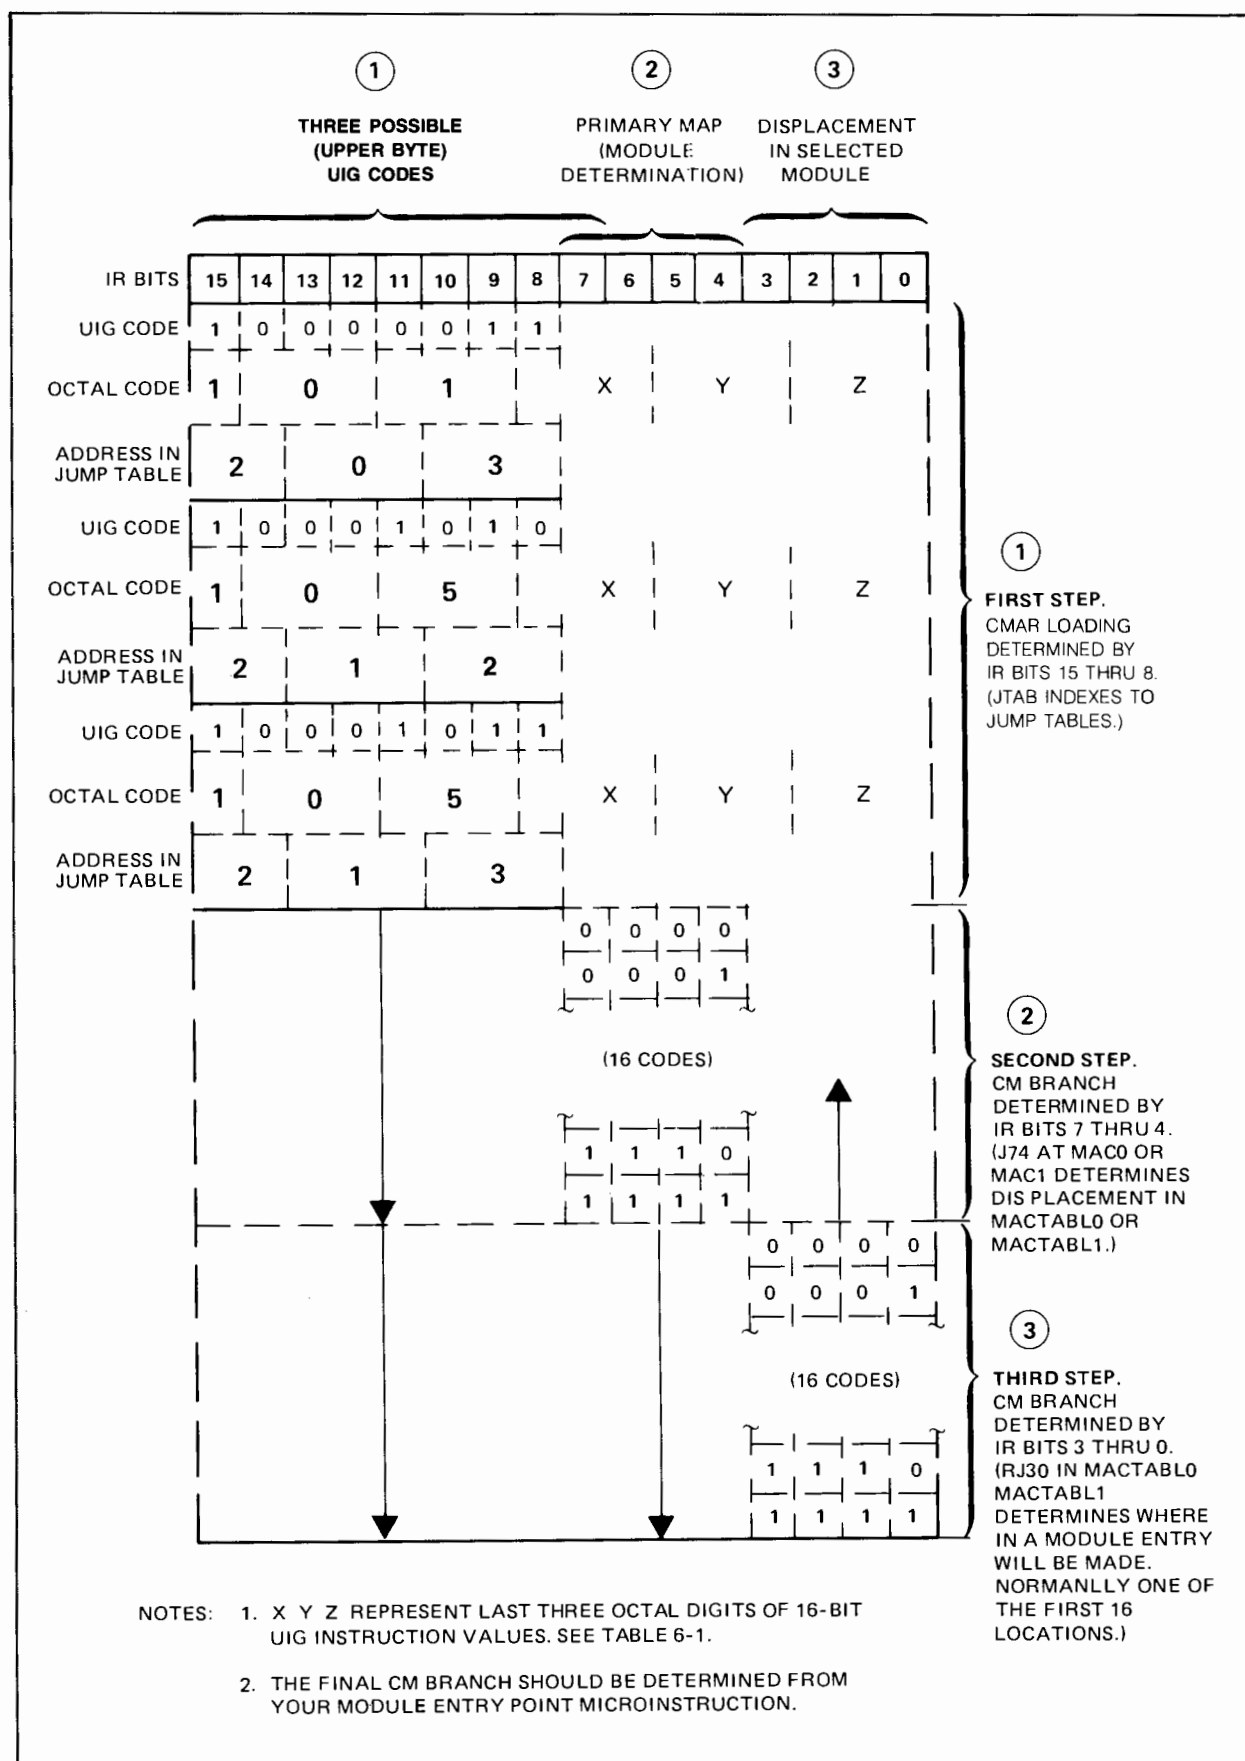 1 2 3
THREE POSSIBLE
(UPPER BYTE)
UIG CODES
PRIMARY MAP
(MODULE
DETERMINATION)
DISPLACEMENT
IN SELECTED
MODULE
IR BITS 15 14 13 12 11 10 9 8 7 6 5 4 3 2 1 0
UIG CODE 1 0 0 0 0 0 1 1
OCTAL CODE 1 0 1 X Y Z
ADDRESS IN
JUMP TABLE 2 0 3
UIG CODE 1 0 0 0 1 0 1 0
OCTAL CODE 1 0 5 X Y Z
ADDRESS IN
JUMP TABLE 2 1 2
UIG CODE 1 0 0 0 1 0 1 1
OCTAL CODE 1 0 5 X Y Z
ADDRESS IN
JUMP TABLE 2 1 3
1
FIRST STEP.
CMAR LOADING
DETERMINED BY
IR BITS 15 THRU 8.
(JTAB INDEXES TO
JUMP TABLES.)
0 0 0 0
0 0 0 1
(16 CODES)
1 1 1 0
1 1 1 1
2
SECOND STEP.
CM BRANCH
DETERMINED BY
IR BITS 7 THRU 4.
(J74 AT MAC0 OR
MAC1 DETERMINES
DIS PLACEMENT IN
MACTABL0 OR
MACTABL1.)
0 0 0 0
0 0 0 1
(16 CODES)
1 1 1 0
1 1 1 1
3
THIRD STEP.
CM BRANCH
DETERMINED BY
IR BITS 3 THRU 0.
(RJ30 IN MACTABL0
MACTABL1
DETERMINES WHERE
IN A MODULE ENTRY
WILL BE MADE.
NORMANLLY ONE OF
THE FIRST 16
LOCATIONS.)
NOTES: 1. X Y Z REPRESENT LAST THREE OCTAL DIGITS OF 16-BIT
UIG INSTRUCTION VALUES. SEE TABLE 6-1.
2. THE FINAL CM BRANCH SHOULD BE DETERMINED FROM
YOUR MODULE ENTRY POINT MICROINSTRUCTION.